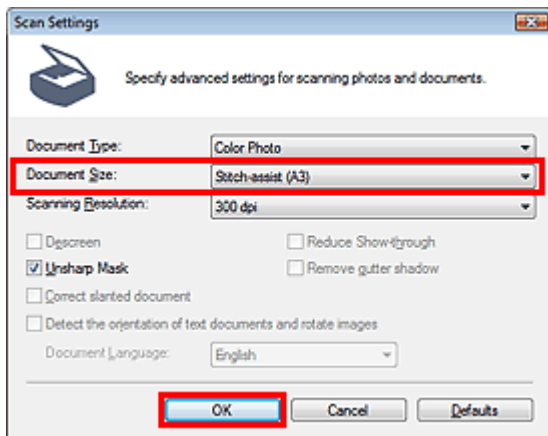 Scan Settings
Specify advanced settings for scanning photos and documents.
Document Type: Color Photo
Document Size: Stitch-assist (A3)
Scanning Resolution: 300 dpi
Descreen Reduce Show-through
Unsharp Mask Remove gutter shadow
Correct slanted document
Detect the orientation of text documents and rotate images
Document Language: English
OK Cancel Defaults